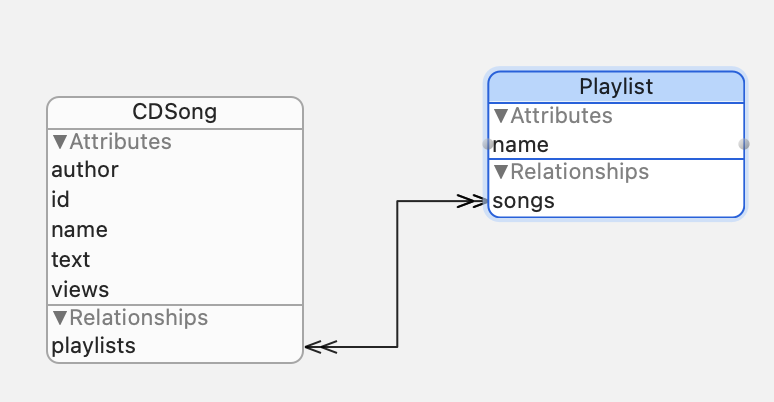 CDSong
▼Attributes
author
id
name
text
views
▼Relationships
playlists
Playlist
▼Attributes
name
▼Relationships
songs